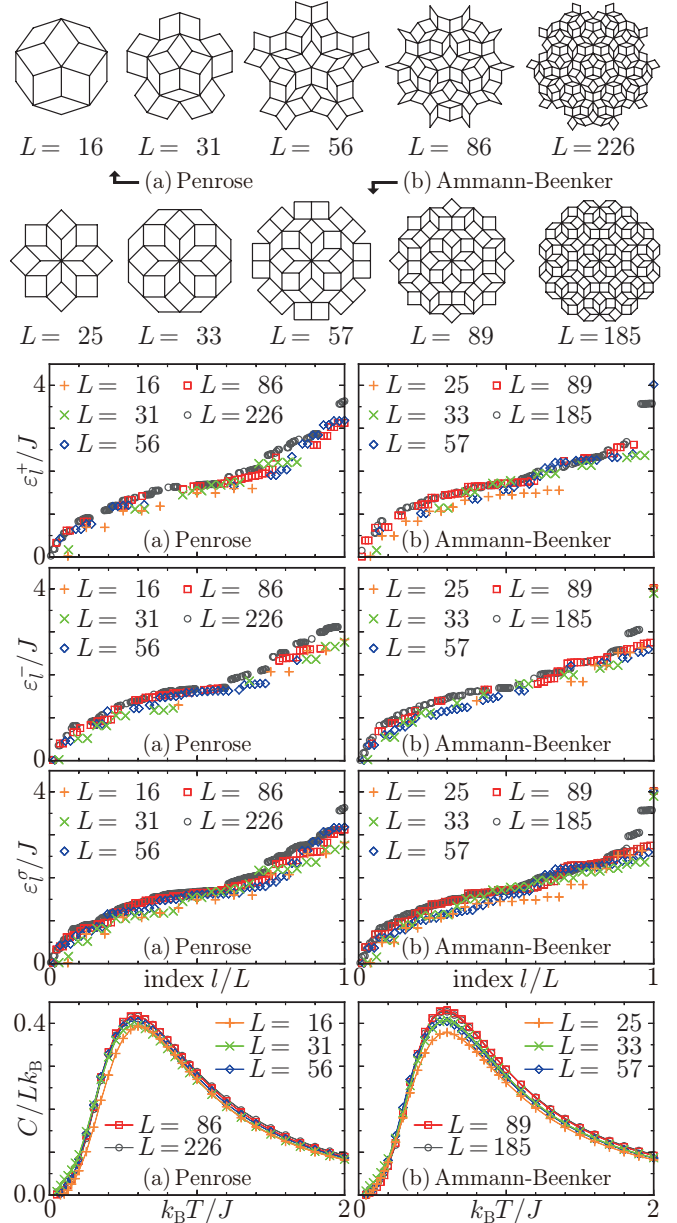 L = 16 L = 31 L = 56 L = 86 L = 226
(a) Penrose (b) Ammann-Beenker
L = 25 L = 33 L = 57 L = 89 L = 185
4 L = 16 L = 86
L = 31 L = 226
L = 56
ε_l^+/J
(a) Penrose
0
L = 25 L = 89
L = 33 L = 185
L = 57
(b) Ammann-Beenker
4 L = 16 L = 86
L = 31 L = 226
L = 56
ε_l^-/J
(a) Penrose
0
L = 25 L = 89
L = 33 L = 185
L = 57
(b) Ammann-Beenker
4 L = 16 L = 86
L = 31 L = 226
L = 56
ε_l^σ/J
(a) Penrose
0
0 index l/L 1
L = 25 L = 89
L = 33 L = 185
L = 57
(b) Ammann-Beenker
0 index l/L 1
0.4
L = 16
L = 31
L = 56
C/Lk_B
L = 86
L = 226
(a) Penrose
0.0
0 k_BT/J 2
L = 25
L = 33
L = 57
L = 89
L = 185
(b) Ammann-Beenker
0 k_BT/J 2